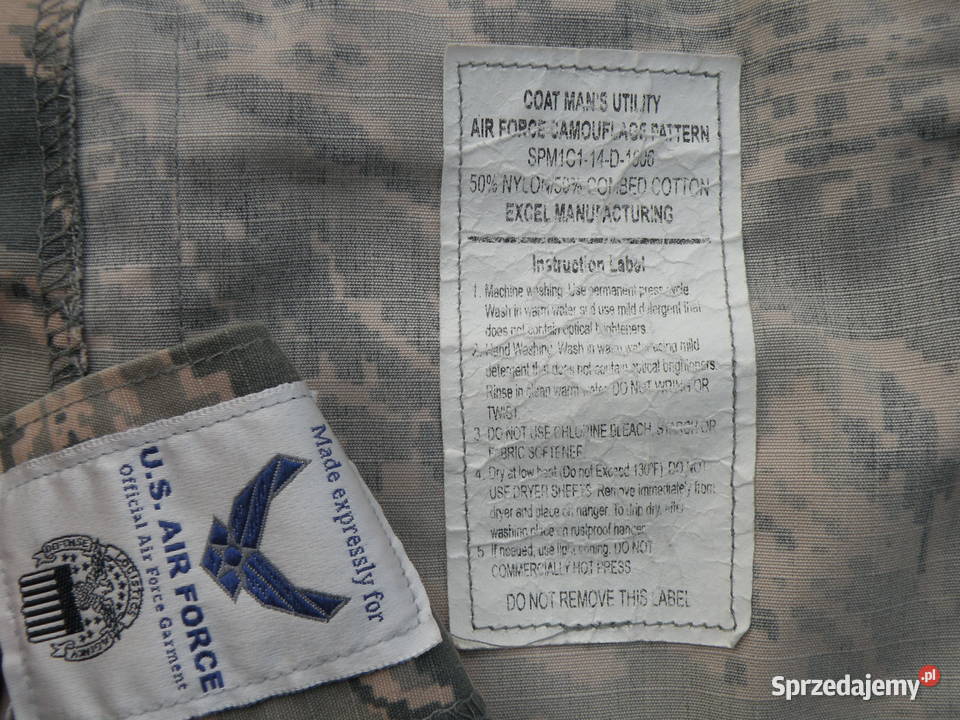 COAT MAN'S UTILITY
AIR FORCE CAMOUFLAGE PATTERN
SPM1C1-14-D-
50% NYLON/50% COMBED COTTON
EXCEL MANUFACTURING
Instruction Label
1. Machine washing. Use permanent press cycle.
Wash in warm water and use mild detergent that
does not contain optical brighteners.
2. Hand Washing. Wash in warm water using mild
detergent that does not contain optical brighteners.
Rinse in clean warm water. DO NOT WRING OR
TWIST.
3. DO NOT USE CHLORINE BLEACH, STARCH OR
FABRIC SOFTENER.
4. Dry at low heat (Do not Exceed 130°F). DO NOT
USE DRYER SHEETS. Remove immediately from
dryer and place on hanger. To drip dry, after
washing place on rustproof hanger.
5. If needed, use light ironing. DO NOT
COMMERCIALLY HOT PRESS.
DO NOT REMOVE THIS LABEL
Made expressly for
U.S. AIR FORCE
Official Air Force Garment
DEFENSE LOGISTICS AGENCY
Sprzedajemy.pl